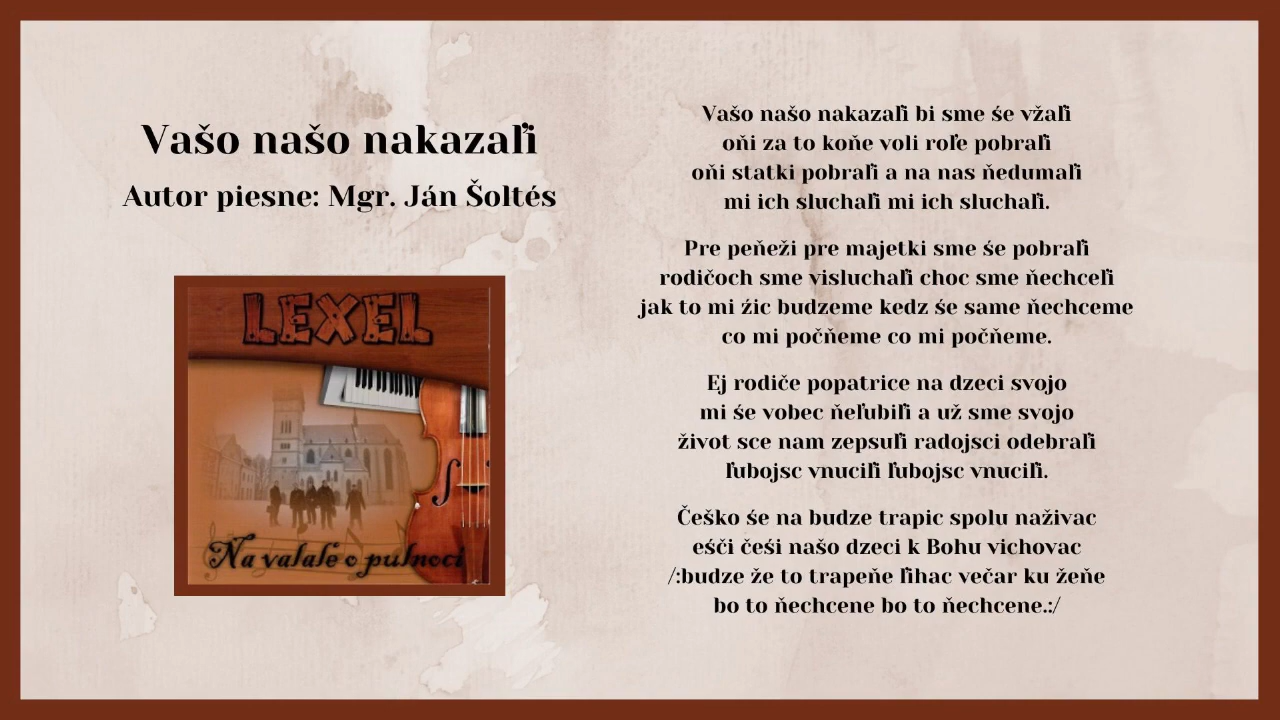 Vašo našo nakazaľi
Autor piesne: Mgr. Ján Šoltés
LEXEL
Na valaľe o pulnoci
Vašo našo nakazaľi bi sme śe vžaľi
oňi za to koňe voli roľe pobraľi
oňi statki pobraľi a na nas ňedumaľi
mi ich sluchaľi mi ich sluchaľi.
Pre peňeži pre majetki sme śe pobraľi
rodičoch sme visluchaľi choc sme ňechceľi
jak to mi źic budzeme kedz śe same ňechceme
co mi počňeme co mi počňeme.
Ej rodiče popatrice na dzeci svojo
mi śe vobec ňeľubiľi a už sme svojo
život sce nam zepsuľi radojsci odebraľi
ľubojsc vnuciľi ľubojsc vnuciľi.
Češko śe na budze trapic spolu naživac
eśči češi našo dzeci k Bohu vichovac
/:budze že to trapeňe ľihac večar ku žeňe
bo to ňechcene bo to ňechcene.:/